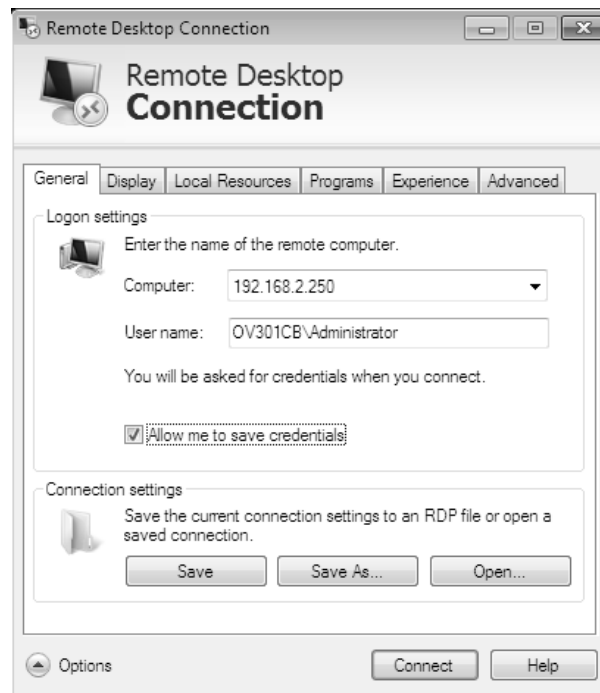 Remote Desktop Connection
Remote Desktop
Connection
General Display Local Resources Programs Experience Advanced
Logon settings
Enter the name of the remote computer.
Computer: 192.168.2.250
User name: OV301CB\Administrator
You will be asked for credentials when you connect.
Allow me to save credentials
Connection settings
Save the current connection settings to an RDP file or open a
saved connection.
Save Save As... Open...
Options Connect Help